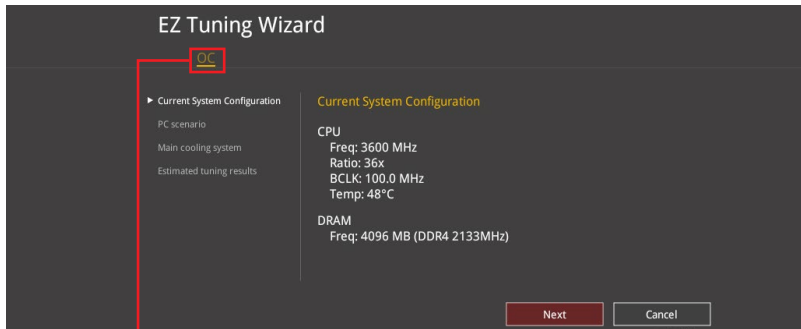 EZ Tuning Wizard
OC
Current System Configuration
PC scenario
Main cooling system
Estimated tuning results
Current System Configuration
CPU
Freq: 3600 MHz
Ratio: 36x
BCLK: 100.0 MHz
Temp: 48°C
DRAM
Freq: 4096 MB (DDR4 2133MHz)
Next
Cancel